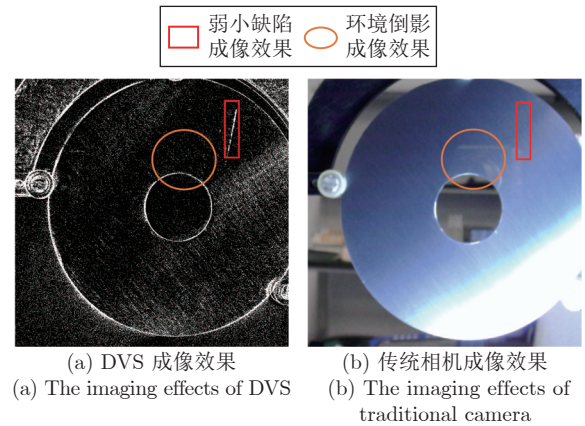 弱小缺陷
成像效果
环境倒影
成像效果
(a) DVS 成像效果
(a) The imaging effects of DVS
(b) 传统相机成像效果
(b) The imaging effects of
traditional camera